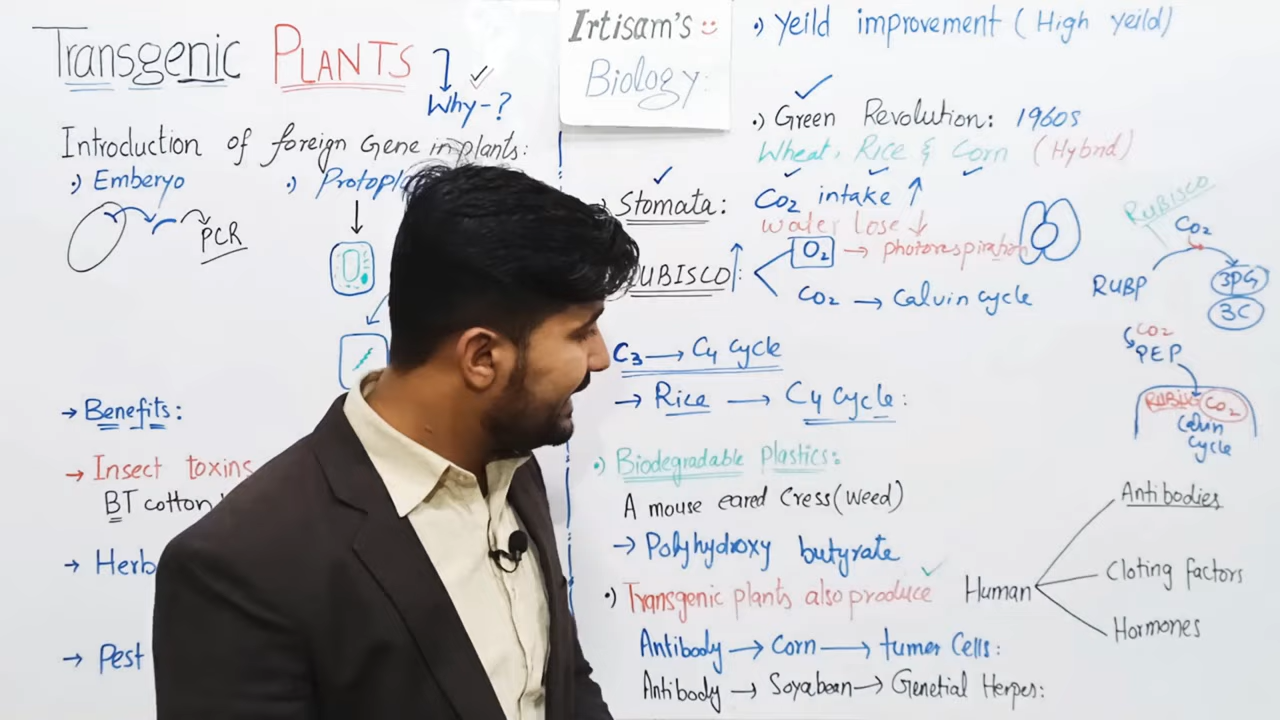 Transgenic PLANTS
Why-?
Introduction of foreign Gene in plants:
•) Emberyo
PCR
→ Benefits:
→ Insect toxins
BT cotton
Irtisam's
Biology:
•) Yeild improvement (High yeild)
•) Green Revolution: 1960s
Wheat, Rice & Corn (Hybrid)
Stomata: CO2 intake ↑
water lose ↓
O2 → photorespiration
CO2 → Calvin cycle
RUBISCO
CO2
RUBP
3PG
3C
CO2
PEP
CO2
Calvin
cycle
C3 → C4 cycle
→ Rice → C4 cycle:
•) Biodegradable plastics:
A mouse eared Cress (weed)
→ Polyhydroxy butyrate
•) Transgenic plants also produce
Antibody → Corn → tumer Cells:
Antibody → Soyabean → Genetial Herpes:
Human
Antibodies
Cloting factors
Hormones